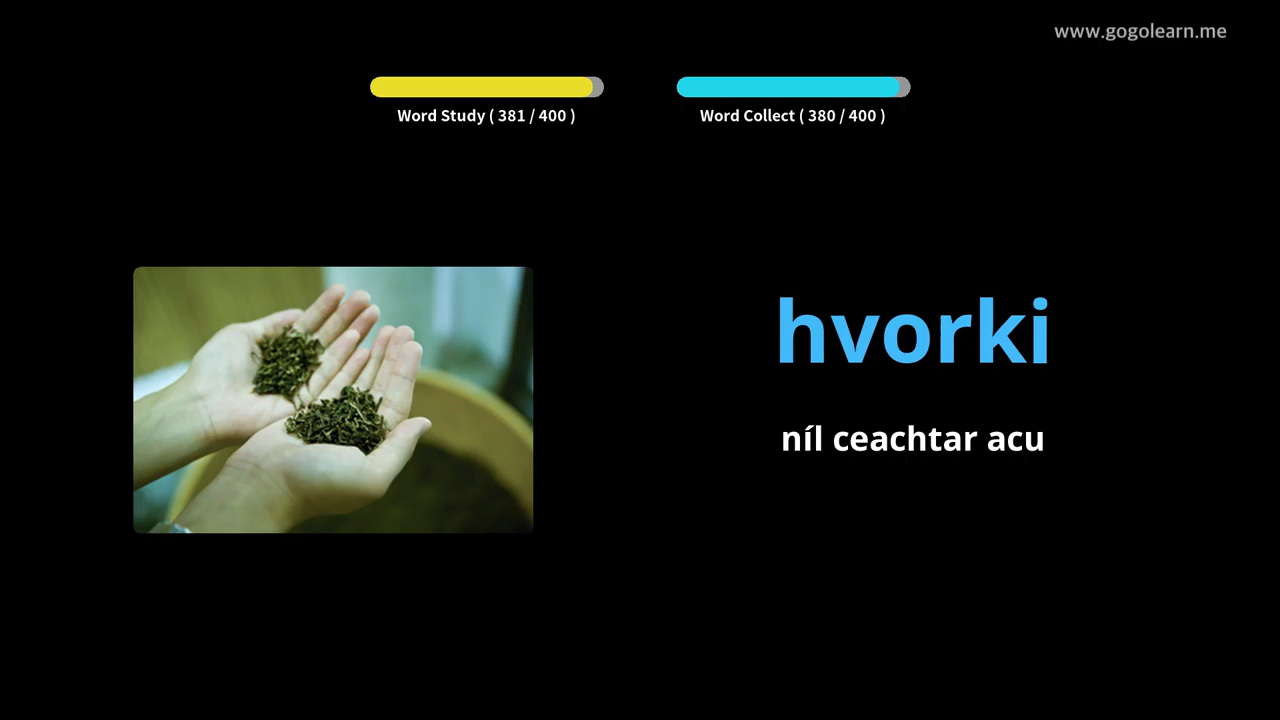 www.gogolearn.me
Word Study ( 381 / 400 )
Word Collect ( 380 / 400 )
hvorki
níl ceachtar acu